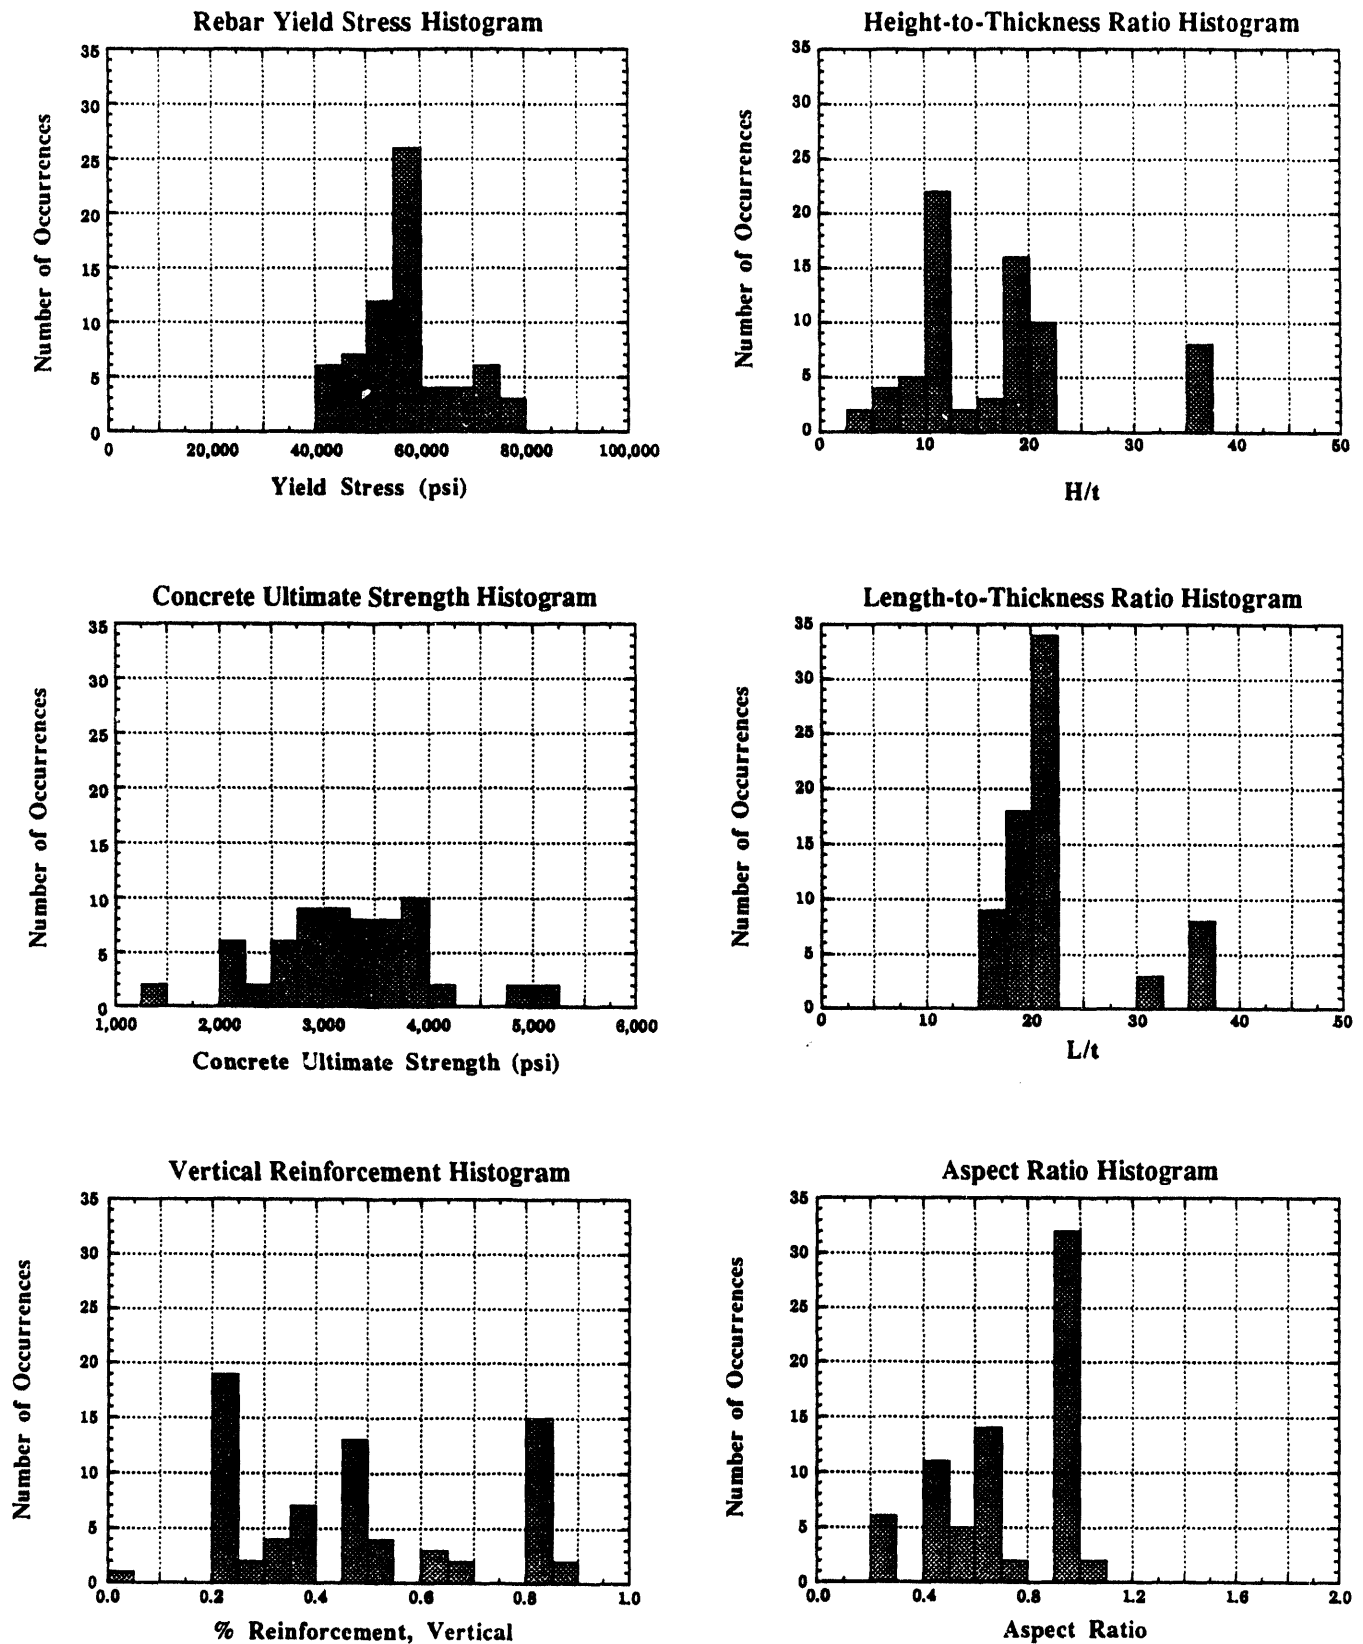 Rebar Yield Stress Histogram
Number of Occurrences
35
30
25
20
15
10
5
0
0 20,000 40,000 60,000 80,000 100,000
Yield Stress (psi)
Height-to-Thickness Ratio Histogram
Number of Occurrences
35
30
25
20
15
10
5
0
0 10 20 30 40 50
H/t
Concrete Ultimate Strength Histogram
Number of Occurrences
35
30
25
20
15
10
5
0
1,000 2,000 3,000 4,000 5,000 6,000
Concrete Ultimate Strength (psi)
Length-to-Thickness Ratio Histogram
Number of Occurrences
35
30
25
20
15
10
5
0
0 10 20 30 40 50
L/t
Vertical Reinforcement Histogram
Number of Occurrences
35
30
25
20
15
10
5
0
0.0 0.2 0.4 0.6 0.8 1.0
% Reinforcement, Vertical
Aspect Ratio Histogram
Number of Occurrences
35
30
25
20
15
10
5
0
0.0 0.4 0.8 1.2 1.6 2.0
Aspect Ratio